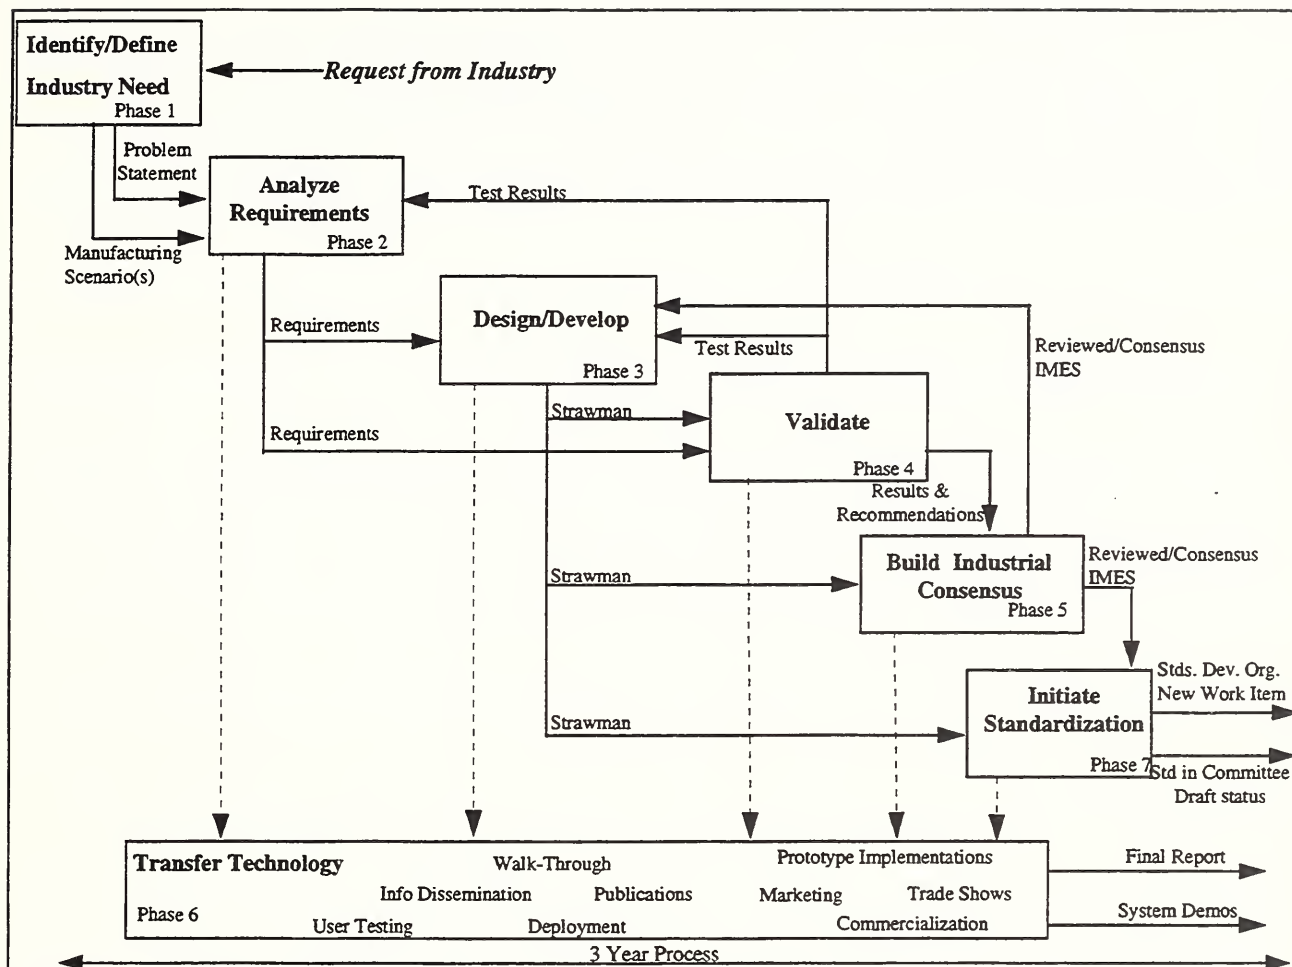 Identify/Define
Industry Need
Phase 1
Request from Industry
Problem
Statement
Manufacturing
Scenario(s)
Analyze
Requirements
Phase 2
Test Results
Requirements
Design/Develop
Phase 3
Test Results
Reviewed/Consensus
IMES
Strawman
Requirements
Validate
Phase 4
Results &
Recommendations
Strawman
Build Industrial
Consensus
Phase 5
Reviewed/Consensus
IMES
Strawman
Initiate
Standardization
Phase 7
Stds. Dev. Org.
New Work Item
Std in Committee
Draft status
Transfer Technology
Phase 6
Walk-Through
Prototype Implementations
Info Dissemination
Publications
Marketing
Trade Shows
User Testing
Deployment
Commercialization
Final Report
System Demos
3 Year Process